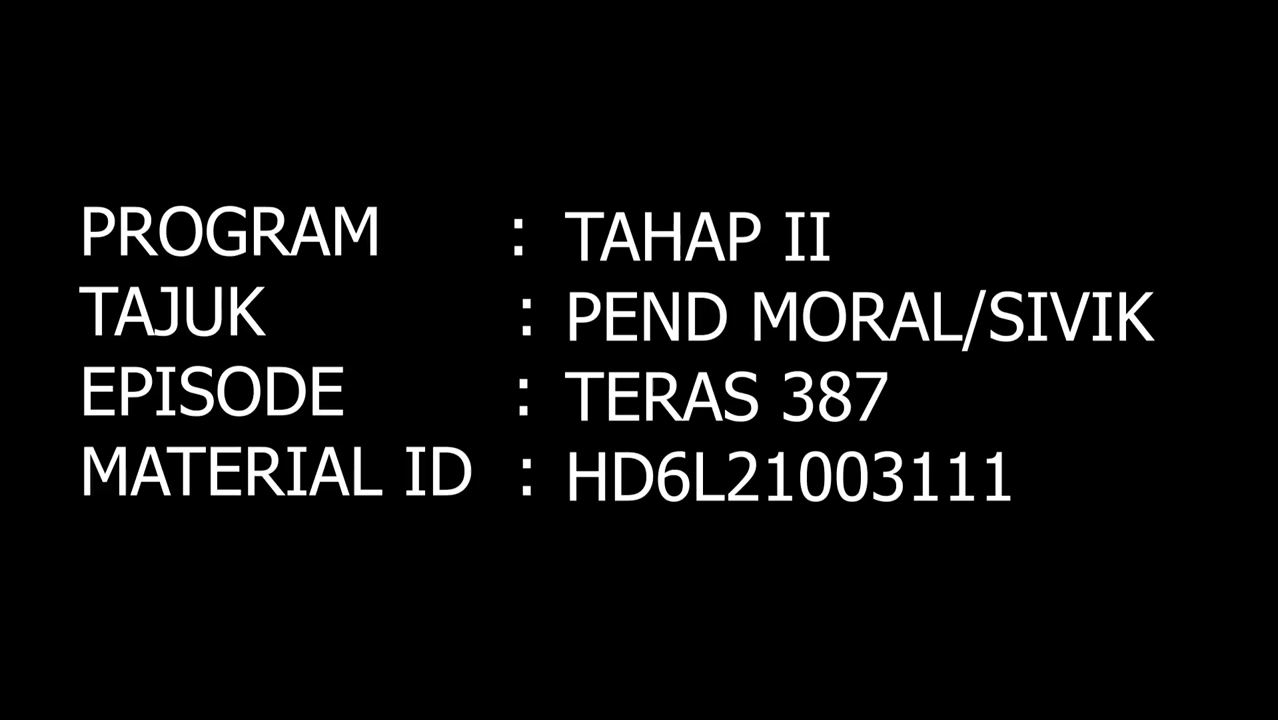 PROGRAM : TAHAP II
TAJUK : PEND MORAL/SIVIK
EPISODE : TERAS 387
MATERIAL ID : HD6L21003111